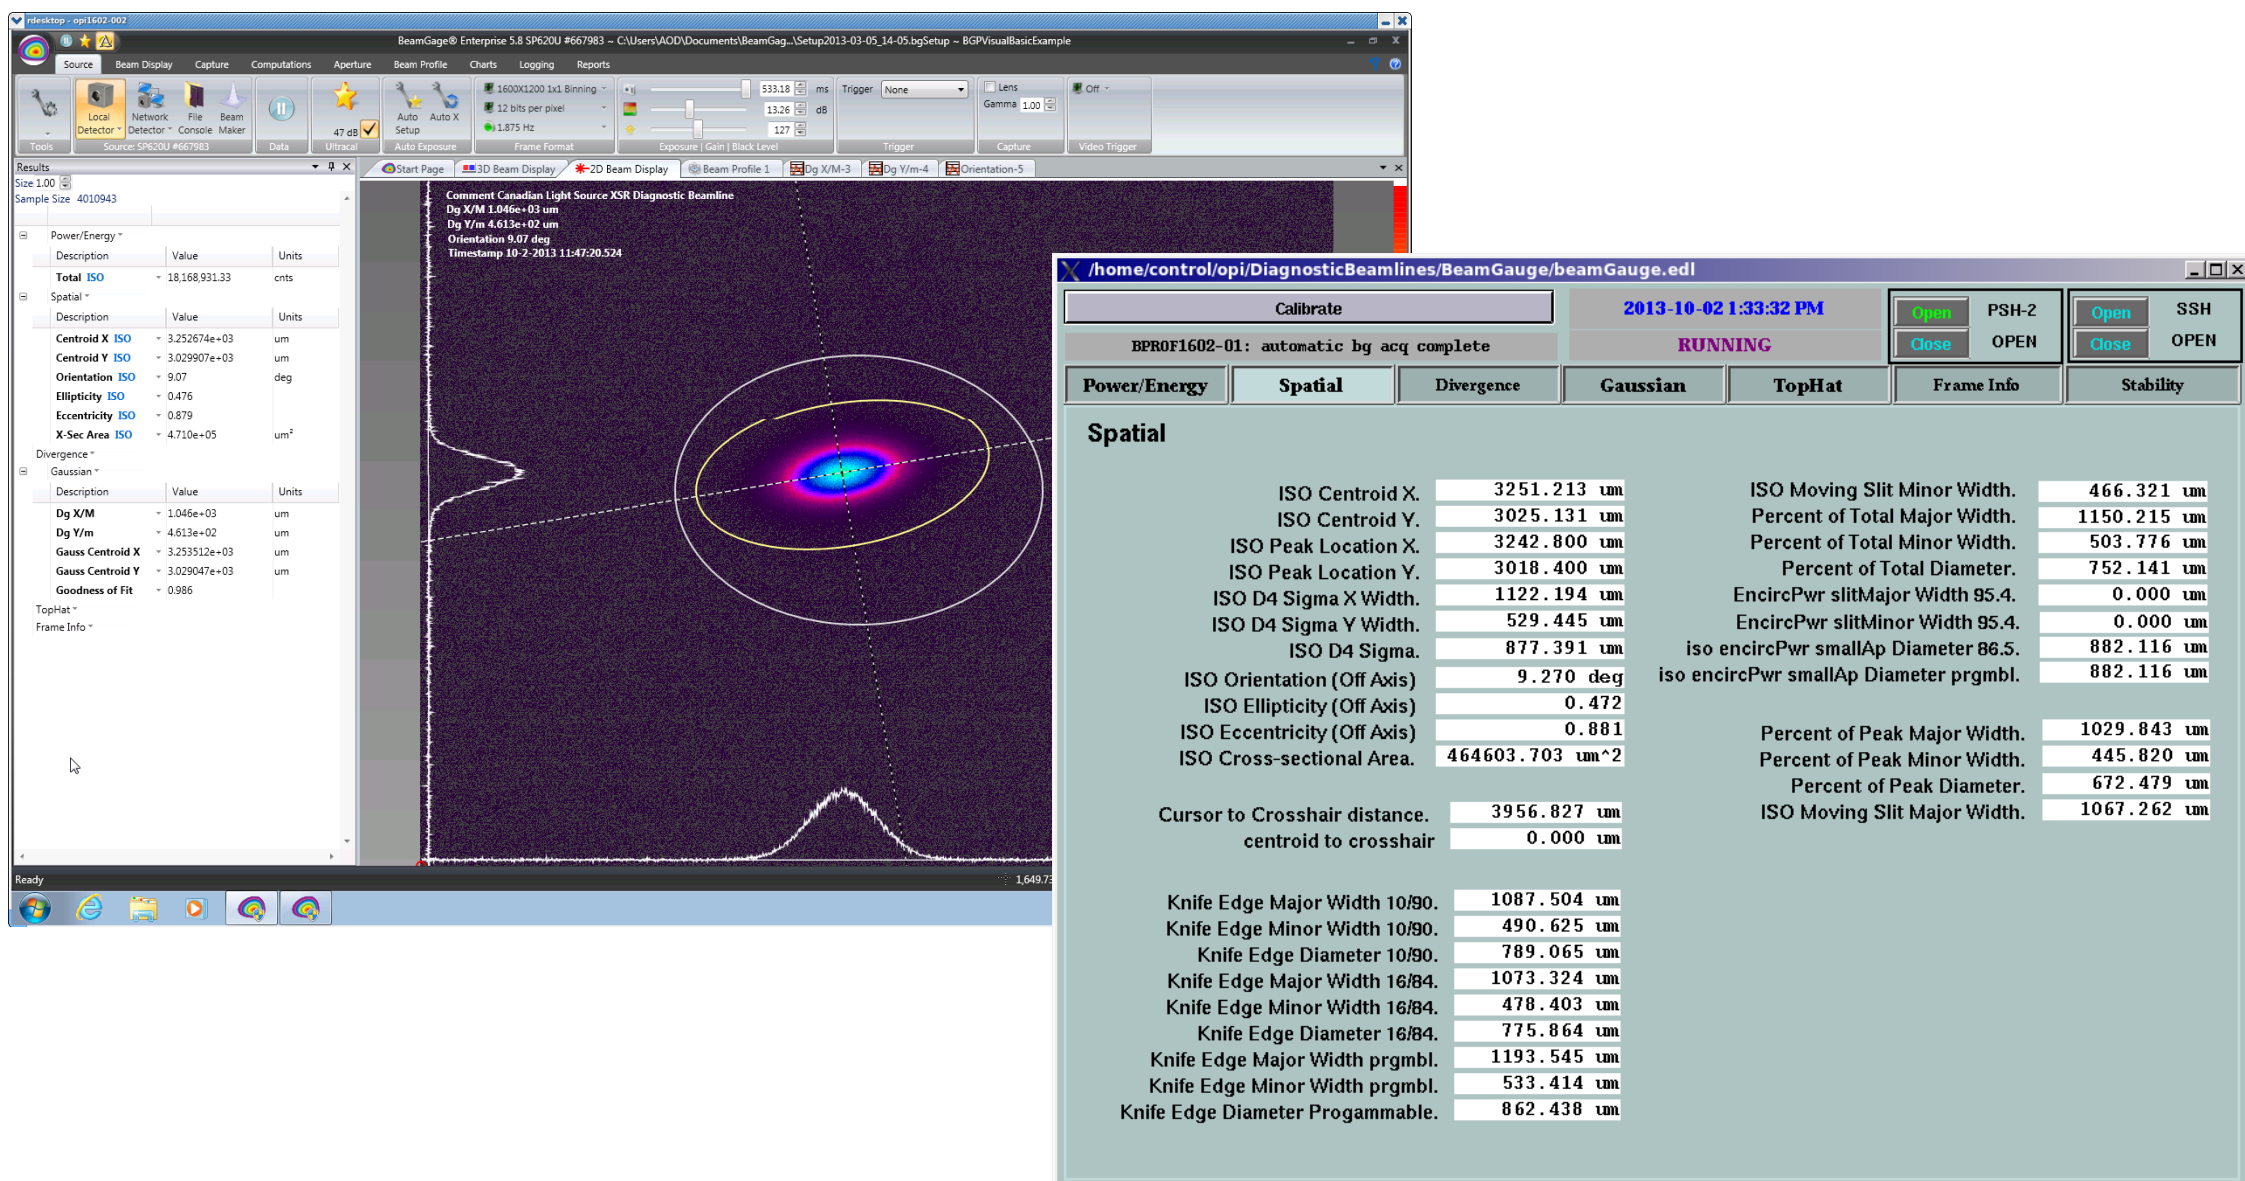 rdesktop - opi1602-002
BeamGage® Enterprise 5.8 SP620U #667983 ~ C:\Users\AOD\Documents\BeamGag...\Setup2013-03-05_14-05.bgSetup ~ BGPVisualBasicExample
Source Beam Display Capture Computations Aperture Beam Profile Charts Logging Reports
Local Detector
Network Detector
File Console
Beam Maker
47 dB
Auto Setup
Auto X
1600X1200 1x1 Binning
12 bits per pixel
1.875 Hz
533.18 ms
13.26 dB
127
Trigger None
Lens
Gamma 1.00
Off
Tools
Source: SP620U #667983
Data
Ultracal
Auto Exposure
Frame Format
Exposure | Gain | Black Level
Trigger
Capture
Video Trigger
Results
Size 1.00
Sample Size 4010943
Power/Energy
Description Value Units
Total ISO 18,168,931.33 cnts
Spatial
Description Value Units
Centroid X ISO 3.252674e+03 um
Centroid Y ISO 3.029907e+03 um
Orientation ISO 9.07 deg
Ellipticity ISO 0.476
Eccentricity ISO 0.879
X-Sec Area ISO 4.710e+05 um²
Divergence
Gaussian
Description Value Units
Dg X/M 1.046e+03 um
Dg Y/m 4.613e+02 um
Gauss Centroid X 3.253512e+03 um
Gauss Centroid Y 3.029047e+03 um
Goodness of Fit 0.986
TopHat
Frame Info
Start Page 3D Beam Display 2D Beam Display Beam Profile 1 Dg X/M-3 Dg Y/m-4 Orientation-5
Comment Canadian Light Source XSR Diagnostic Beamline
Dg X/M 1.046e+03 um
Dg Y/m 4.613e+02 um
Orientation 9.07 deg
Timestamp 10-2-2013 11:47:20.524
Ready
1,649.73
/home/control/opi/DiagnosticBeamlines/BeamGauge/beamGauge.edl
Calibrate
2013-10-02 1:33:32 PM
Open PSH-2
Close OPEN
Open SSH
Close OPEN
BPROF1602-01: automatic bg acq complete
RUNNING
Power/Energy Spatial Divergence Gaussian TopHat Frame Info Stability
Spatial
ISO Centroid X. 3251.213 um
ISO Centroid Y. 3025.131 um
ISO Peak Location X. 3242.800 um
ISO Peak Location Y. 3018.400 um
ISO D4 Sigma X Width. 1122.194 um
ISO D4 Sigma Y Width. 529.445 um
ISO D4 Sigma. 877.391 um
ISO Orientation (Off Axis) 9.270 deg
ISO Ellipticity (Off Axis) 0.472
ISO Eccentricity (Off Axis) 0.881
ISO Cross-sectional Area. 464603.703 um^2
Cursor to Crosshair distance. 3956.827 um
centroid to crosshair 0.000 um
Knife Edge Major Width 10/90. 1087.504 um
Knife Edge Minor Width 10/90. 490.625 um
Knife Edge Diameter 10/90. 789.065 um
Knife Edge Major Width 16/84. 1073.324 um
Knife Edge Minor Width 16/84. 478.403 um
Knife Edge Diameter 16/84. 775.864 um
Knife Edge Major Width prgmbl. 1193.545 um
Knife Edge Minor Width prgmbl. 533.414 um
Knife Edge Diameter Progammable. 862.438 um
ISO Moving Slit Minor Width. 466.321 um
Percent of Total Major Width. 1150.215 um
Percent of Total Minor Width. 503.776 um
Percent of Total Diameter. 752.141 um
EncircPwr slitMajor Width 95.4. 0.000 um
EncircPwr slitMinor Width 95.4. 0.000 um
iso encircPwr smallAp Diameter 86.5. 882.116 um
iso encircPwr smallAp Diameter prgmbl. 882.116 um
Percent of Peak Major Width. 1029.843 um
Percent of Peak Minor Width. 445.820 um
Percent of Peak Diameter. 672.479 um
ISO Moving Slit Major Width. 1067.262 um